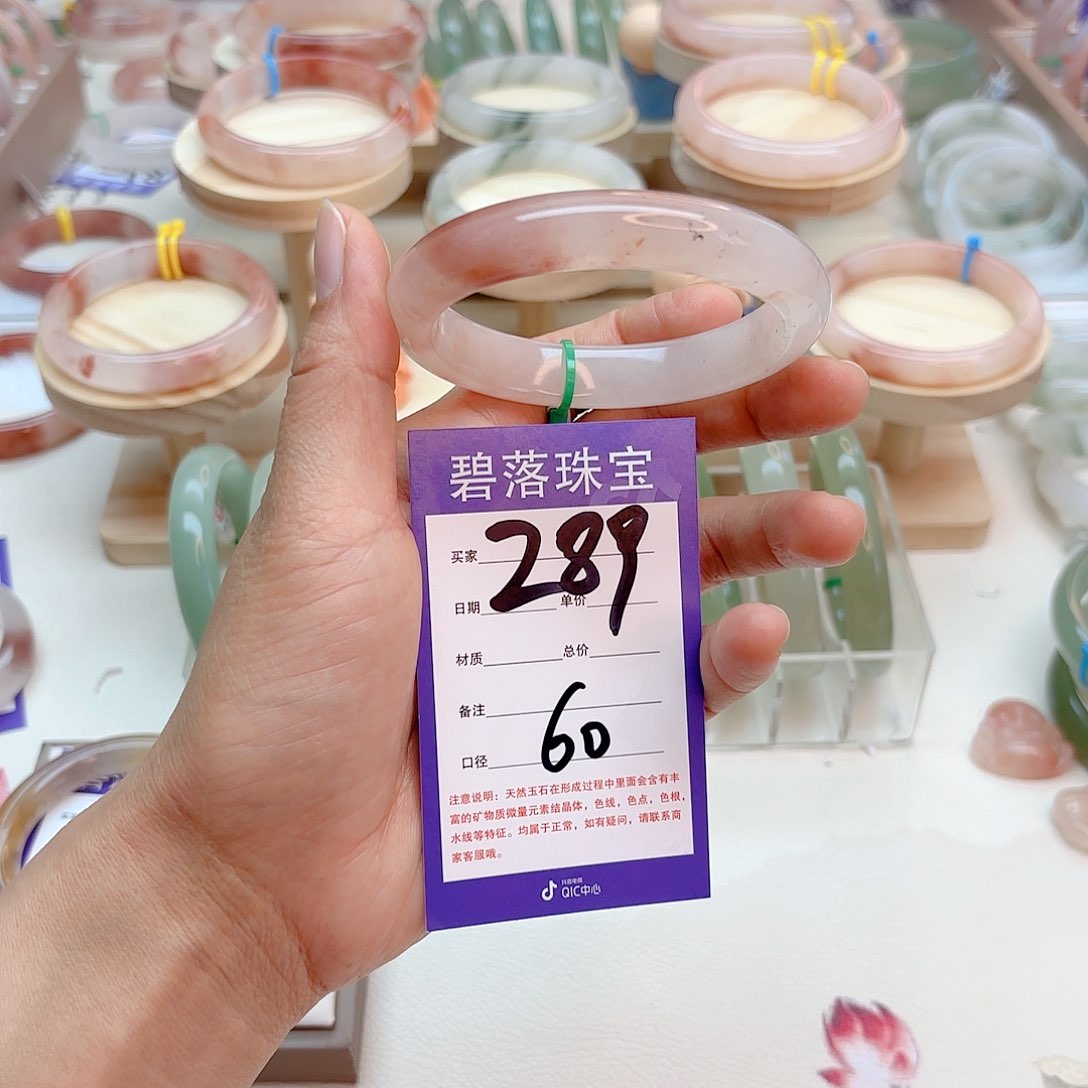 碧落珠宝
买家 289
日期 单价
材质 总价
备注
口径 60
注意说明：天然玉石在形成过程中里面会含有丰
富的矿物质微量元素结晶体，色线，色点，色根，
水线等特征。均属于正常，如有疑问，请联系商
家客服哦。
抖音电商
QIC中心